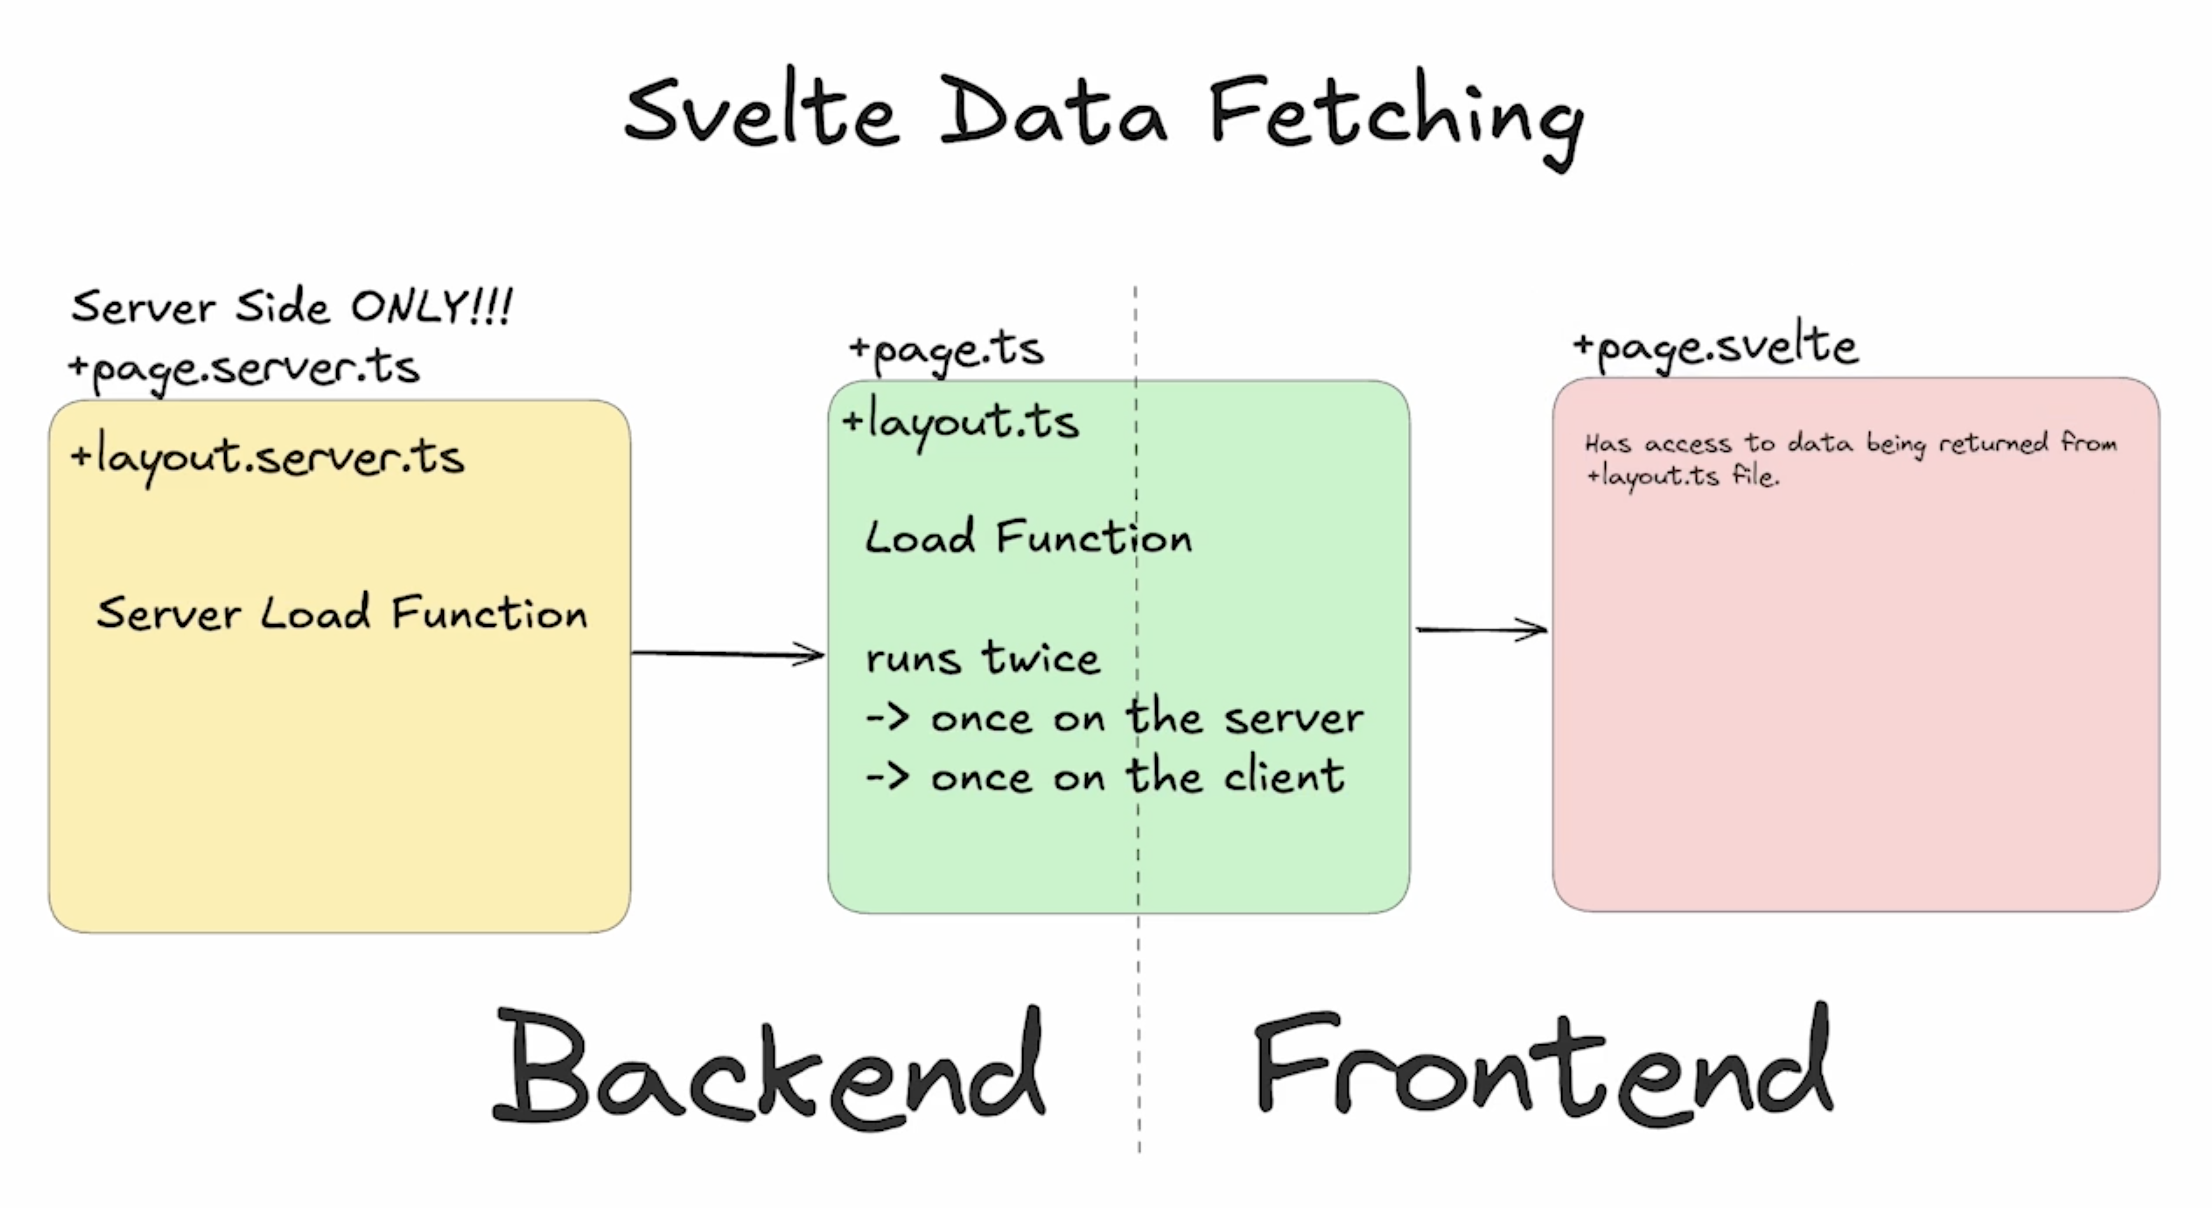 Svelte Data Fetching
Server Side ONLY!!!
+page.server.ts
+layout.server.ts
Server Load Function
+page.ts
+layout.ts
Load Function
runs twice
-> once on the server
-> once on the client
+page.svelte
Has access to data being returned from
+layout.ts file.
Backend
Frontend